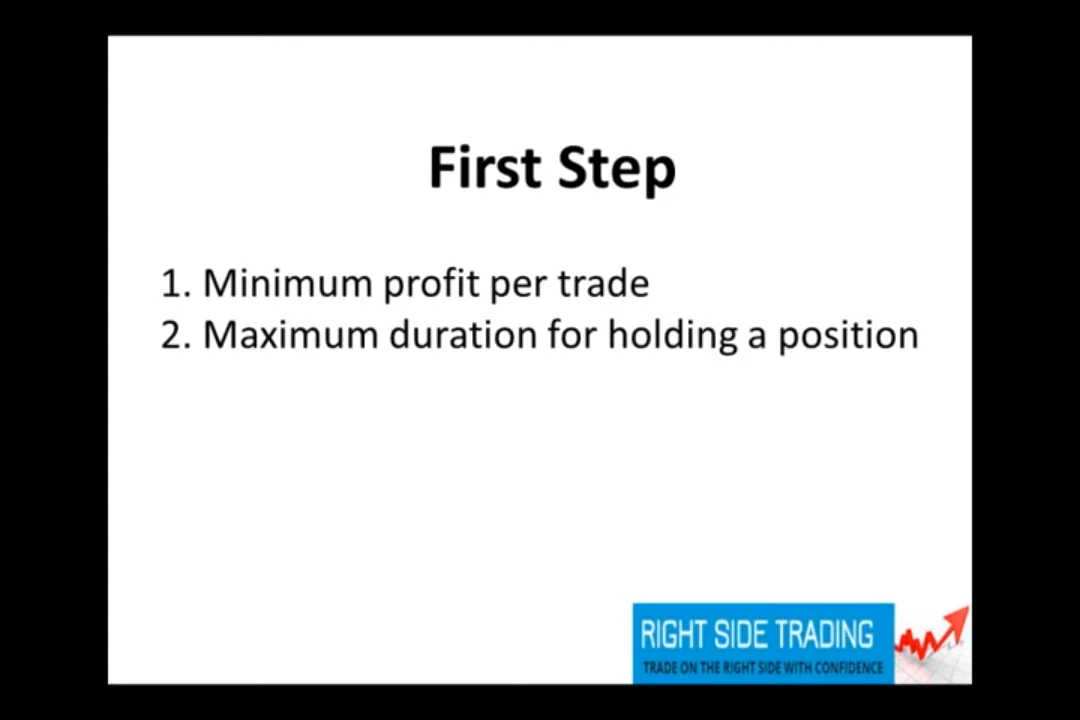 First Step
1. Minimum profit per trade
2. Maximum duration for holding a position
RIGHT SIDE TRADING
TRADE ON THE RIGHT SIDE WITH CONFIDENCE